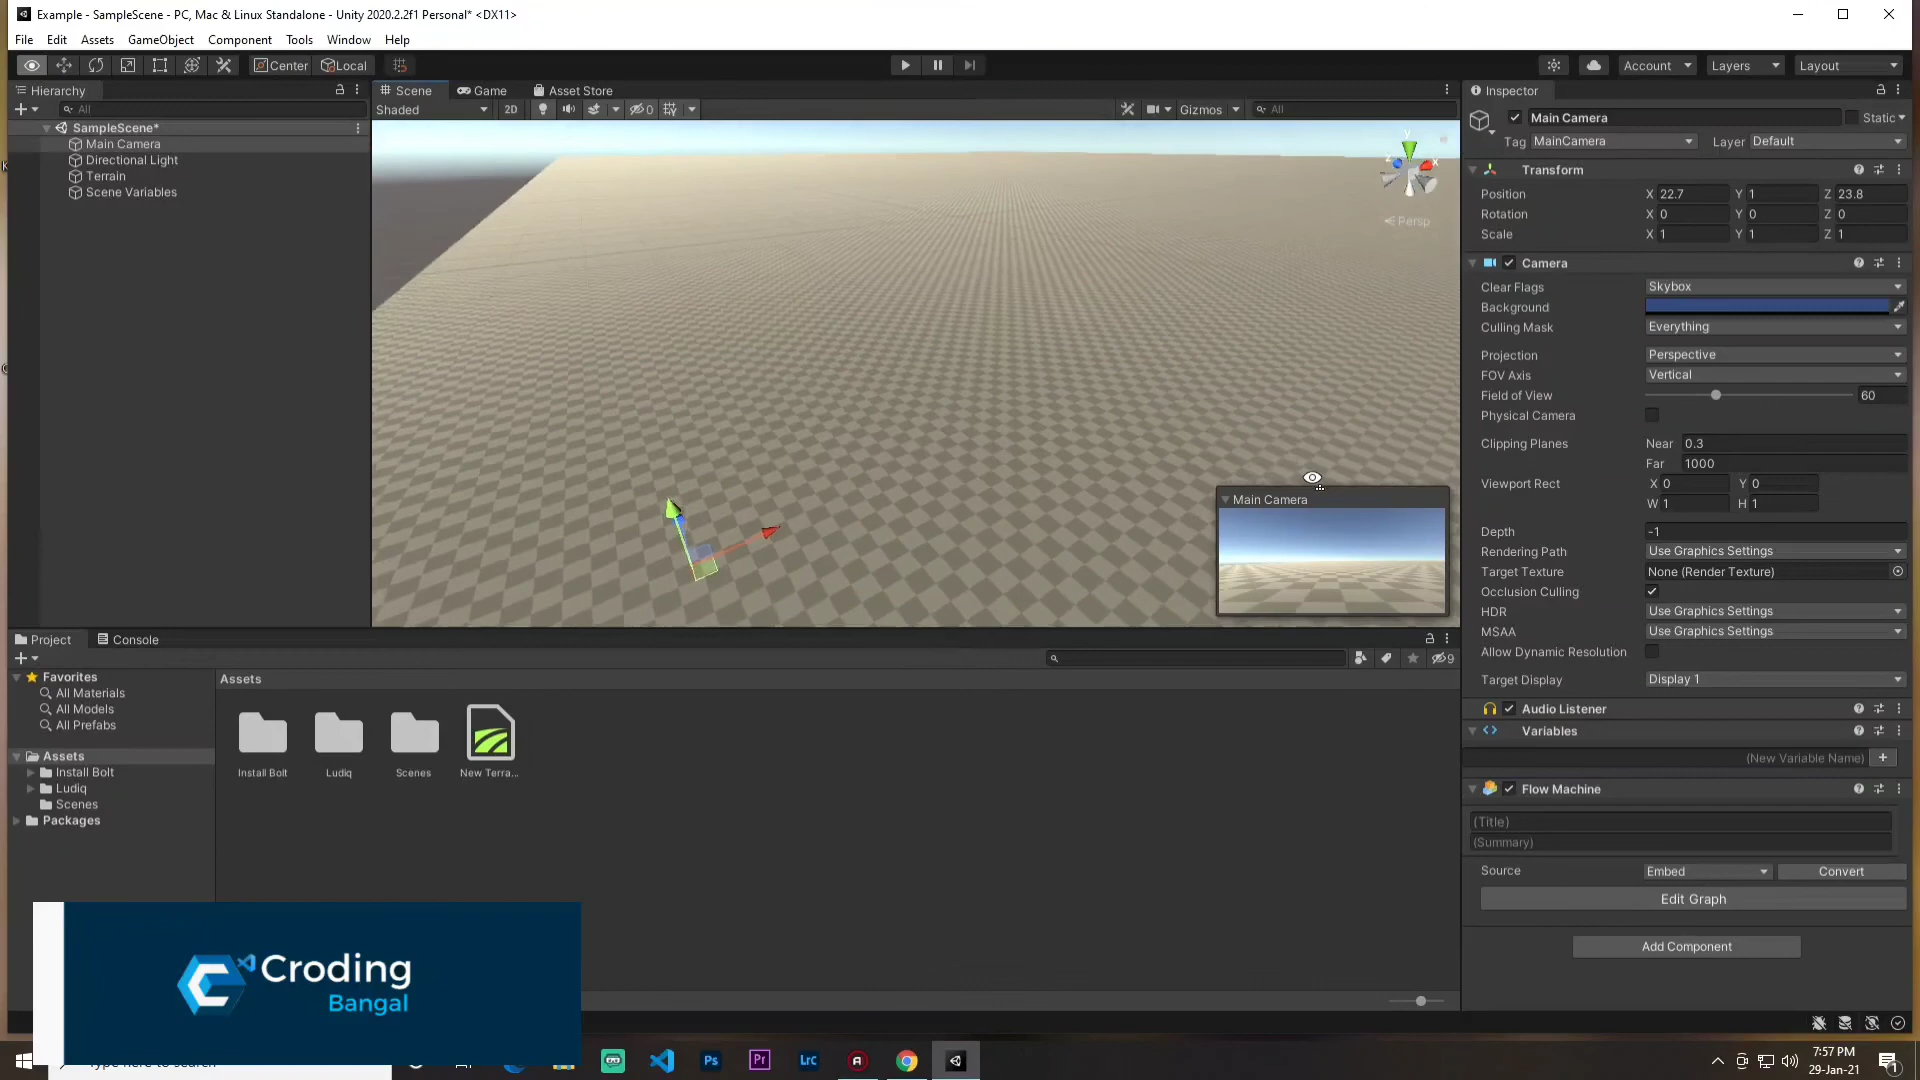 Example - SampleScene - PC, Mac & Linux Standalone - Unity 2020.2.2f1 Personal* <DX11>
File Edit Assets GameObject Component Tools Window Help
Center Local Account Layers Layout
Hierarchy
All
SampleScene*
Main Camera
Directional Light
Terrain
Scene Variables
Scene Game Asset Store
Shaded 2D 0 Gizmos All
y
x
z
Persp
Main Camera
Inspector
Main Camera Static
Tag MainCamera Layer Default
Transform
Position X 22.7 Y 1 Z 23.8
Rotation X 0 Y 0 Z 0
Scale X 1 Y 1 Z 1
Camera
Clear Flags Skybox
Background
Culling Mask Everything
Projection Perspective
FOV Axis Vertical
Field of View 60
Physical Camera
Clipping Planes Near 0.3
Far 1000
Viewport Rect X 0 Y 0
W 1 H 1
Depth -1
Rendering Path Use Graphics Settings
Target Texture None (Render Texture)
Occlusion Culling
HDR Use Graphics Settings
MSAA Use Graphics Settings
Allow Dynamic Resolution
Target Display Display 1
Audio Listener
Variables
(New Variable Name)
Flow Machine
(Title)
(Summary)
Source Embed Convert
Edit Graph
Add Component
Project Console
9
Favorites
All Materials
All Models
All Prefabs
Assets
Install Bolt
Ludiq
Scenes
Packages
Assets
Install Bolt Ludiq Scenes New Terra...
Croding
Bangal
Ps Pr Lrc
7:57 PM
29-Jan-21
1